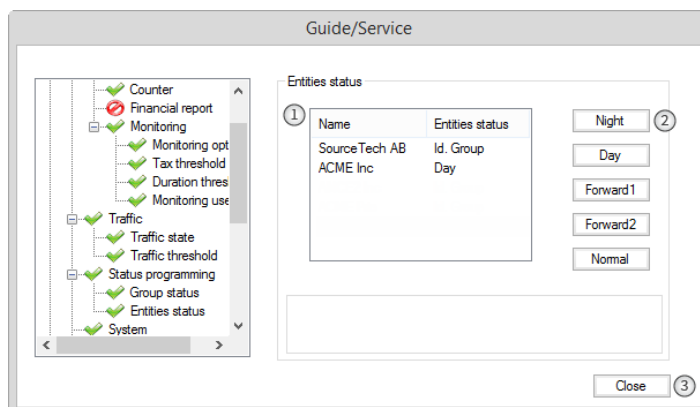 Guide/Service
Counter
Financial report
Monitoring
Monitoring opt
Tax threshold
Duration thres
Monitoring use
Traffic
Traffic state
Traffic threshold
Status programming
Group status
Entities status
System
Entities status
1
Name Entities status
SourceTech AB Id. Group
ACME Inc Day
Night 2
Day
Forward1
Forward2
Normal
Close 3